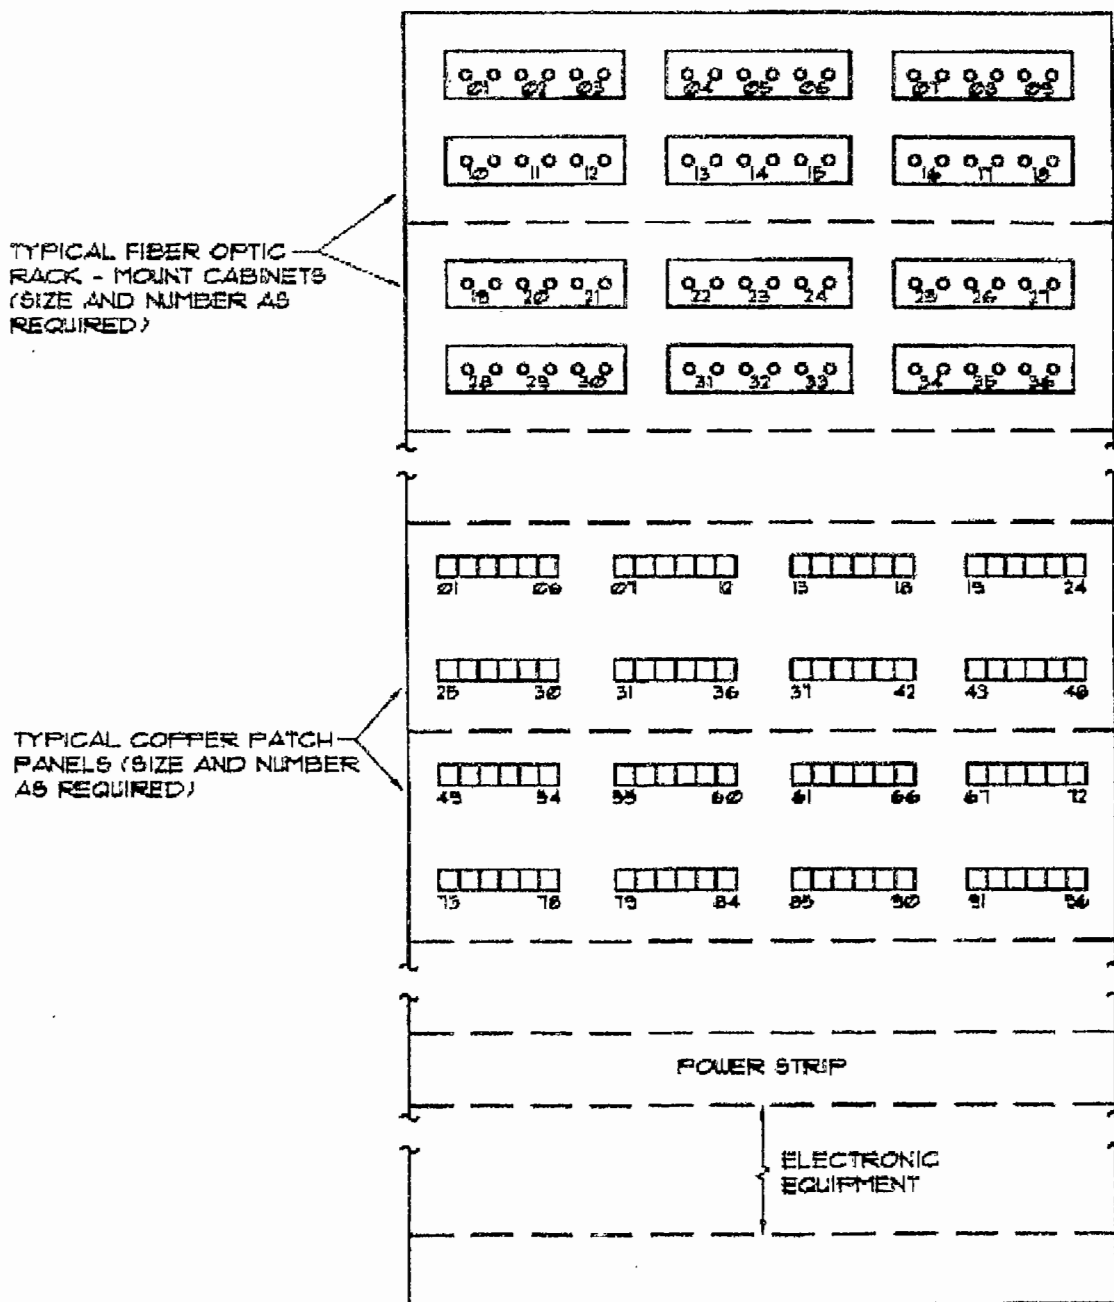 01 02 03 04 05 06 07 08 09
10 11 12 13 14 15 16 17 18
TYPICAL FIBER OPTIC
RACK - MOUNT CABINETS
(SIZE AND NUMBER AS
REQUIRED)
19 20 21 22 23 24 25 26 27
28 29 30 31 32 33 34 35 36
01 06 07 12 13 18 19 24
25 30 31 36 37 42 43 48
TYPICAL COPPER PATCH
PANELS (SIZE AND NUMBER
AS REQUIRED)
49 54 55 60 61 66 67 72
73 78 79 84 85 90 91 96
POWER STRIP
ELECTRONIC
EQUIPMENT